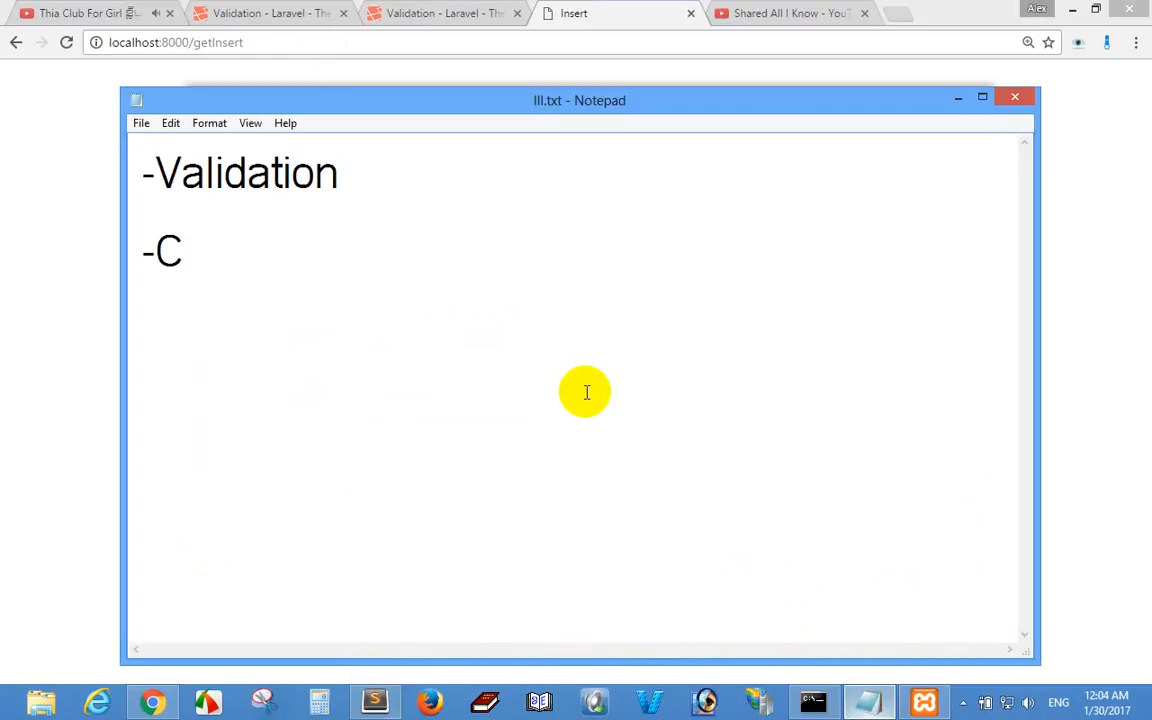 Thia Club For Girl
Validation - Laravel - The
Validation - Laravel - The
Insert
Shared All I Know - YouT
Alex
localhost:8000/getInsert
Ill.txt - Notepad
File Edit Format View Help
-Validation
-C
ENG
12:04 AM
1/30/2017